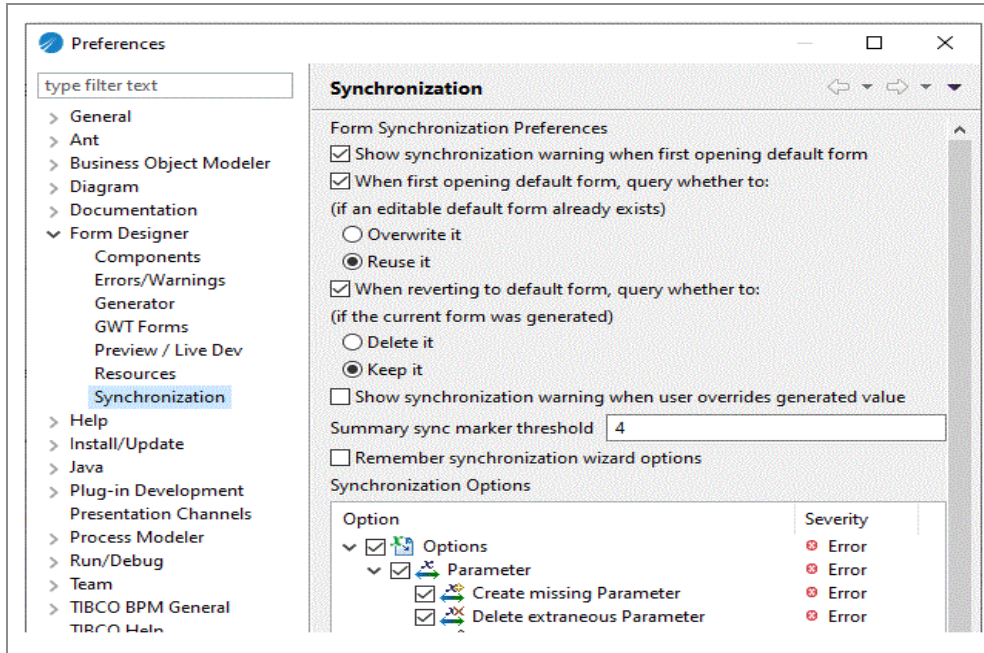 Preferences
type filter text
General
Ant
Business Object Modeler
Diagram
Documentation
Form Designer
Components
Errors/Warnings
Generator
GWT Forms
Preview / Live Dev
Resources
Synchronization
Help
Install/Update
Java
Plug-in Development
Presentation Channels
Process Modeler
Run/Debug
Team
TIBCO BPM General
TIBCO Help
Synchronization
Form Synchronization Preferences
Show synchronization warning when first opening default form
When first opening default form, query whether to:
(if an editable default form already exists)
Overwrite it
Reuse it
When reverting to default form, query whether to:
(if the current form was generated)
Delete it
Keep it
Show synchronization warning when user overrides generated value
Summary sync marker threshold 4
Remember synchronization wizard options
Synchronization Options
Option Severity
Options Error
Parameter Error
Create missing Parameter Error
Delete extraneous Parameter Error